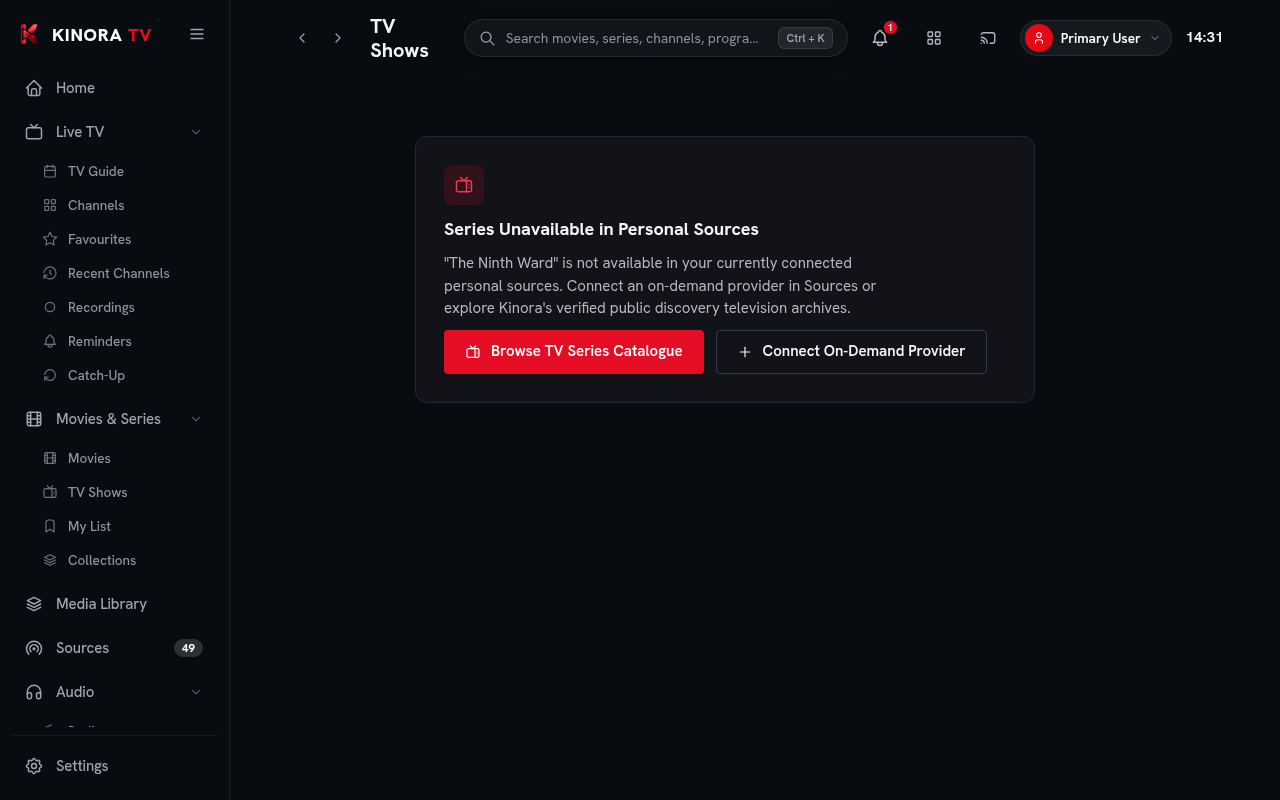 KINORA TV
Home
Live TV
TV Guide
Channels
Favourites
Recent Channels
Recordings
Reminders
Catch-Up
Movies & Series
Movies
TV Shows
My List
Collections
Media Library
Sources 49
Audio
Settings
TV
Shows
Search movies, series, channels, progra... Ctrl + K
1
Primary User
14:31
Series Unavailable in Personal Sources
"The Ninth Ward" is not available in your currently connected
personal sources. Connect an on-demand provider in Sources or
explore Kinora's verified public discovery television archives.
Browse TV Series Catalogue
Connect On-Demand Provider